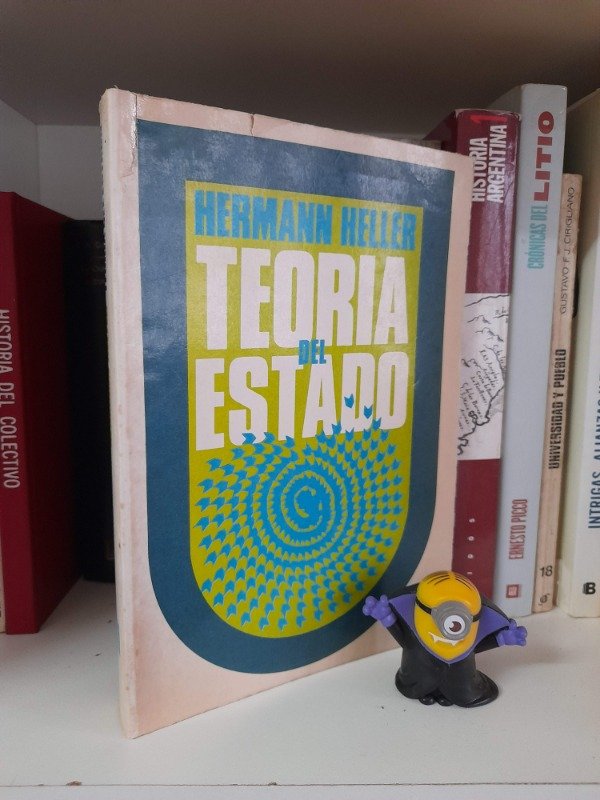 HERMANN HELLER
TEORIA
DEL
ESTADO
HISTORIA DEL COLECTIVO
HISTORIA
ARGENTINA
1
CRÓNICAS DEL
LITIO
ERNESTO PICCO
GUSTAVO F. J. CIRIGLIANO
UNIVERSIDAD Y PUEBLO
18
INTRIGAS, ALIANZAS
B